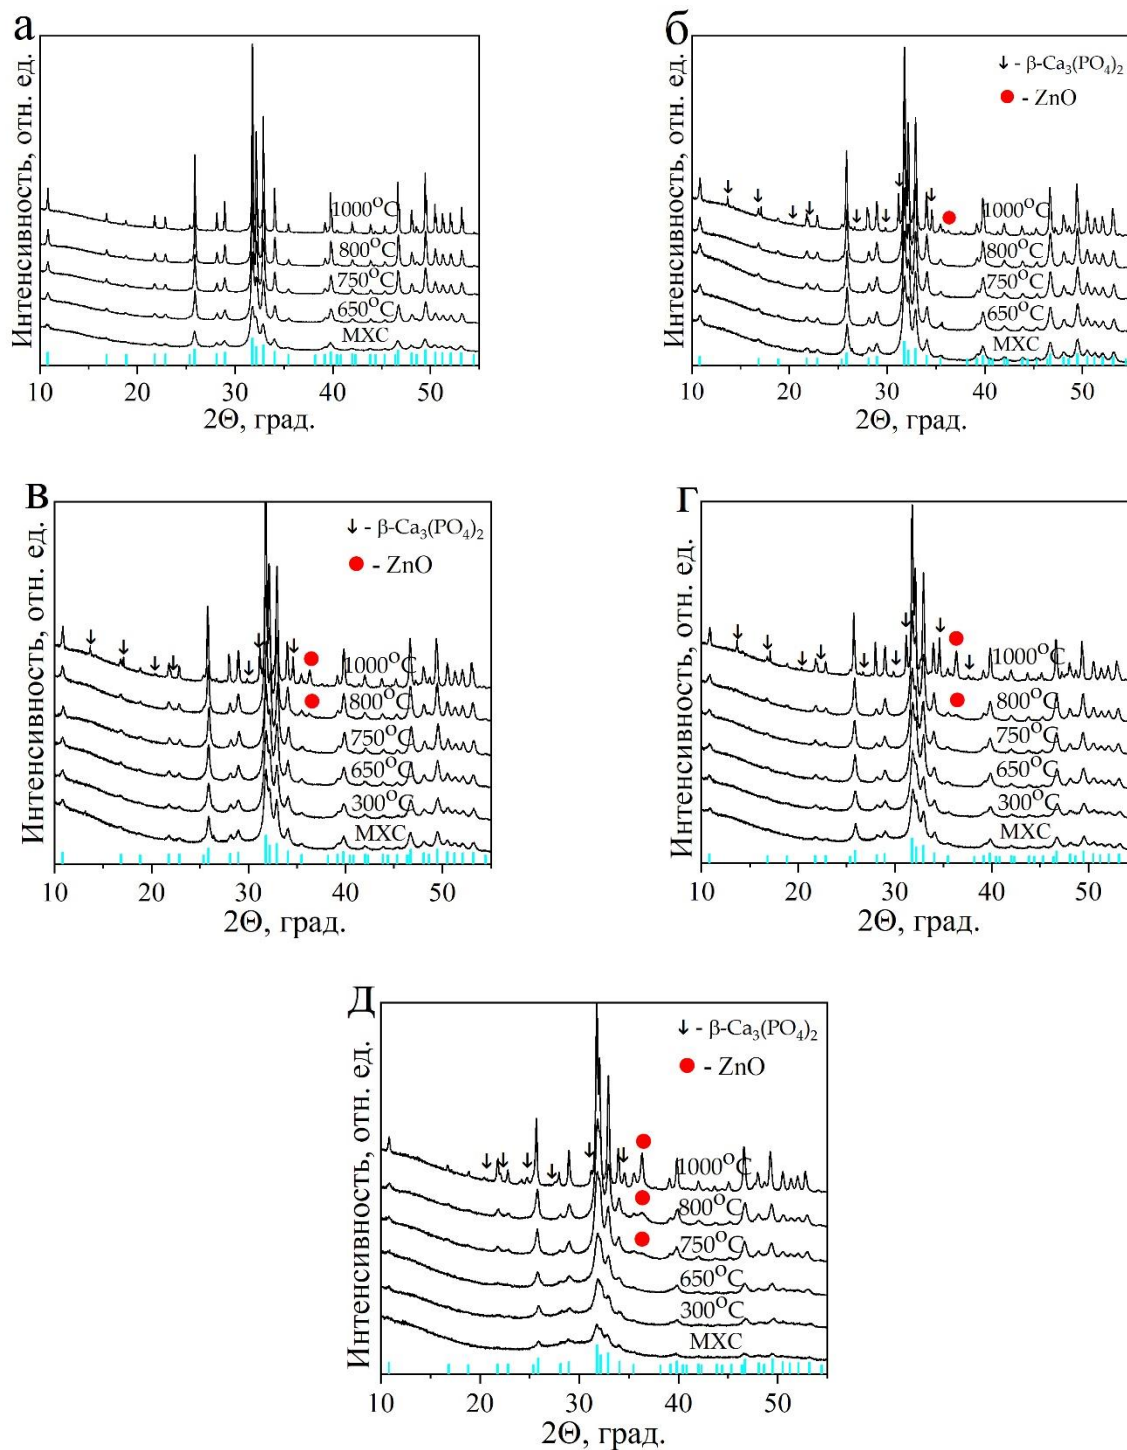 а
Интенсивность, отн. ед.
1000°C
800°C
750°C
650°C
МХС
10 20 30 40 50
2Θ, град.
б
Интенсивность, отн. ед.
↓ - β-Ca₃(PO₄)₂
● - ZnO
1000°C
800°C
750°C
650°C
МХС
10 20 30 40 50
2Θ, град.
в
Интенсивность, отн. ед.
↓ - β-Ca₃(PO₄)₂
● - ZnO
1000°C
800°C
750°C
650°C
300°C
МХС
10 20 30 40 50
2Θ, град.
г
Интенсивность, отн. ед.
↓ - β-Ca₃(PO₄)₂
● - ZnO
1000°C
800°C
750°C
650°C
300°C
МХС
10 20 30 40 50
2Θ, град.
Д
Интенсивность, отн. ед.
↓ - β-Ca₃(PO₄)₂
● - ZnO
1000°C
800°C
750°C
650°C
300°C
МХС
10 20 30 40 50
2Θ, град.